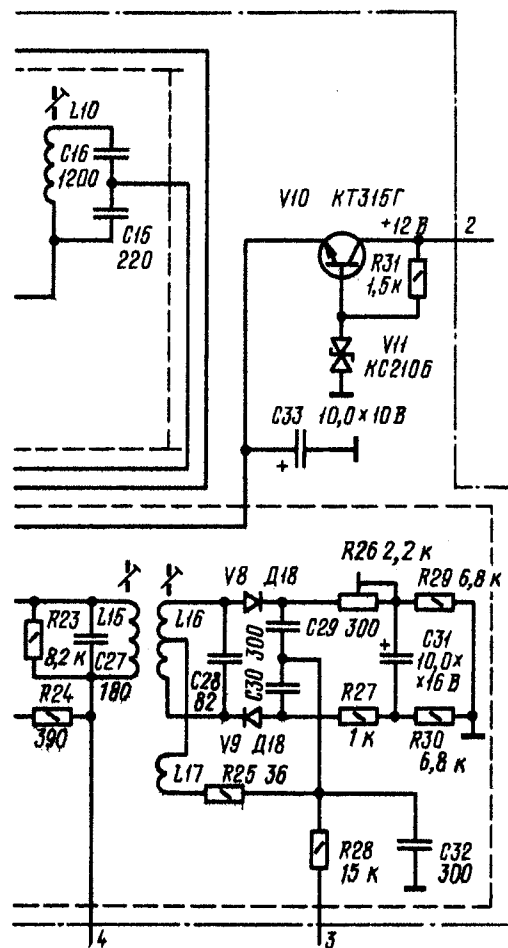 L10
C16
1200
C15
220
V10 КТ315Г
+12 В 2
R31
1,5 к
V11
КС210Б
C33 10,0 × 10 В
+
R26 2,2 к
V8 Д18
R29 6,8 к
R23
8,2 к
L15
C27
180
L16
C28
82
300
C29 300
C30
+
C31
10,0×
×16 В
R24
390
R27
1 к
R30
6,8 к
V9 Д18
L17
R25 36
R28
15 к
C32
300
4
3